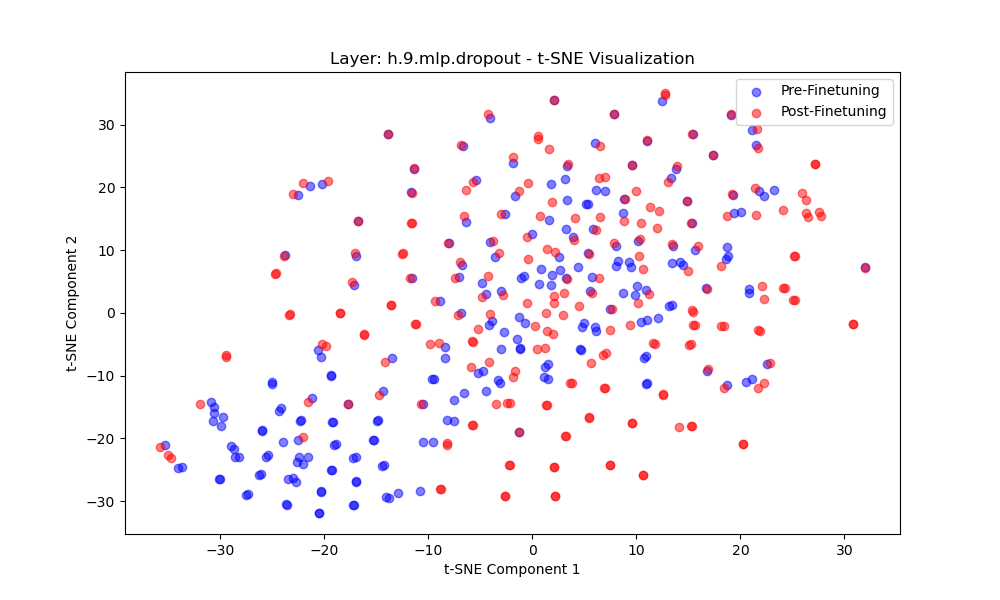 Layer: h.9.mlp.dropout - t-SNE Visualization
Pre-Finetuning
Post-Finetuning
t-SNE Component 2
30
20
10
0
−10
−20
−30
−30
−20
−10
0
10
20
30
t-SNE Component 1